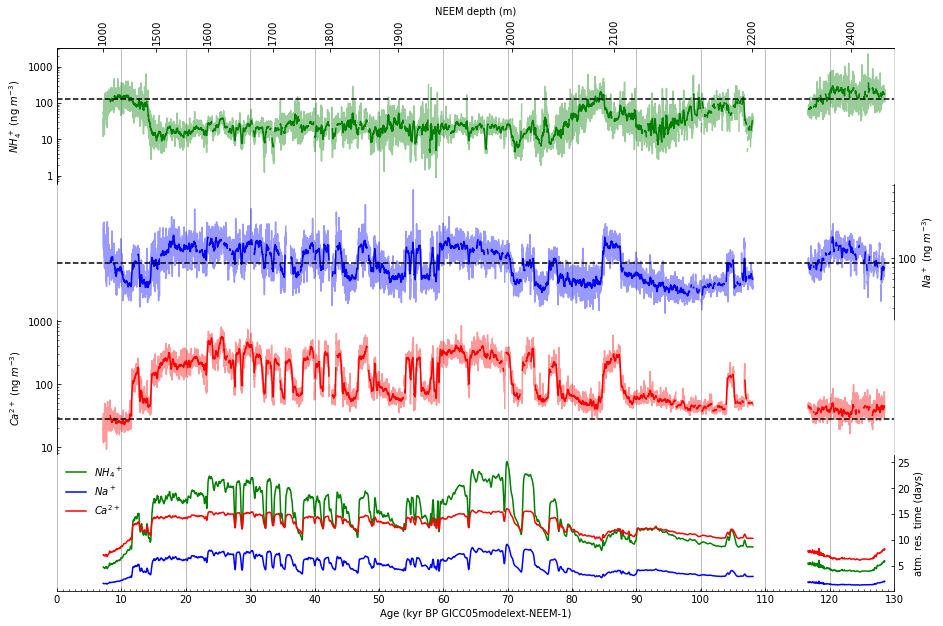 NEEM depth (m)
1000 1500 1600 1700 1800 1900 2000 2100 2200 2400
1000
100
10
1
NH₄⁺ (ng m⁻³)
100
Na⁺ (ng m⁻³)
1000
100
10
Ca²⁺ (ng m⁻³)
NH₄⁺
Na⁺
Ca²⁺
25
20
15
10
5
atm. res. time (days)
0 10 20 30 40 50 60 70 80 90 100 110 120 130
Age (kyr BP GICC05modelext-NEEM-1)